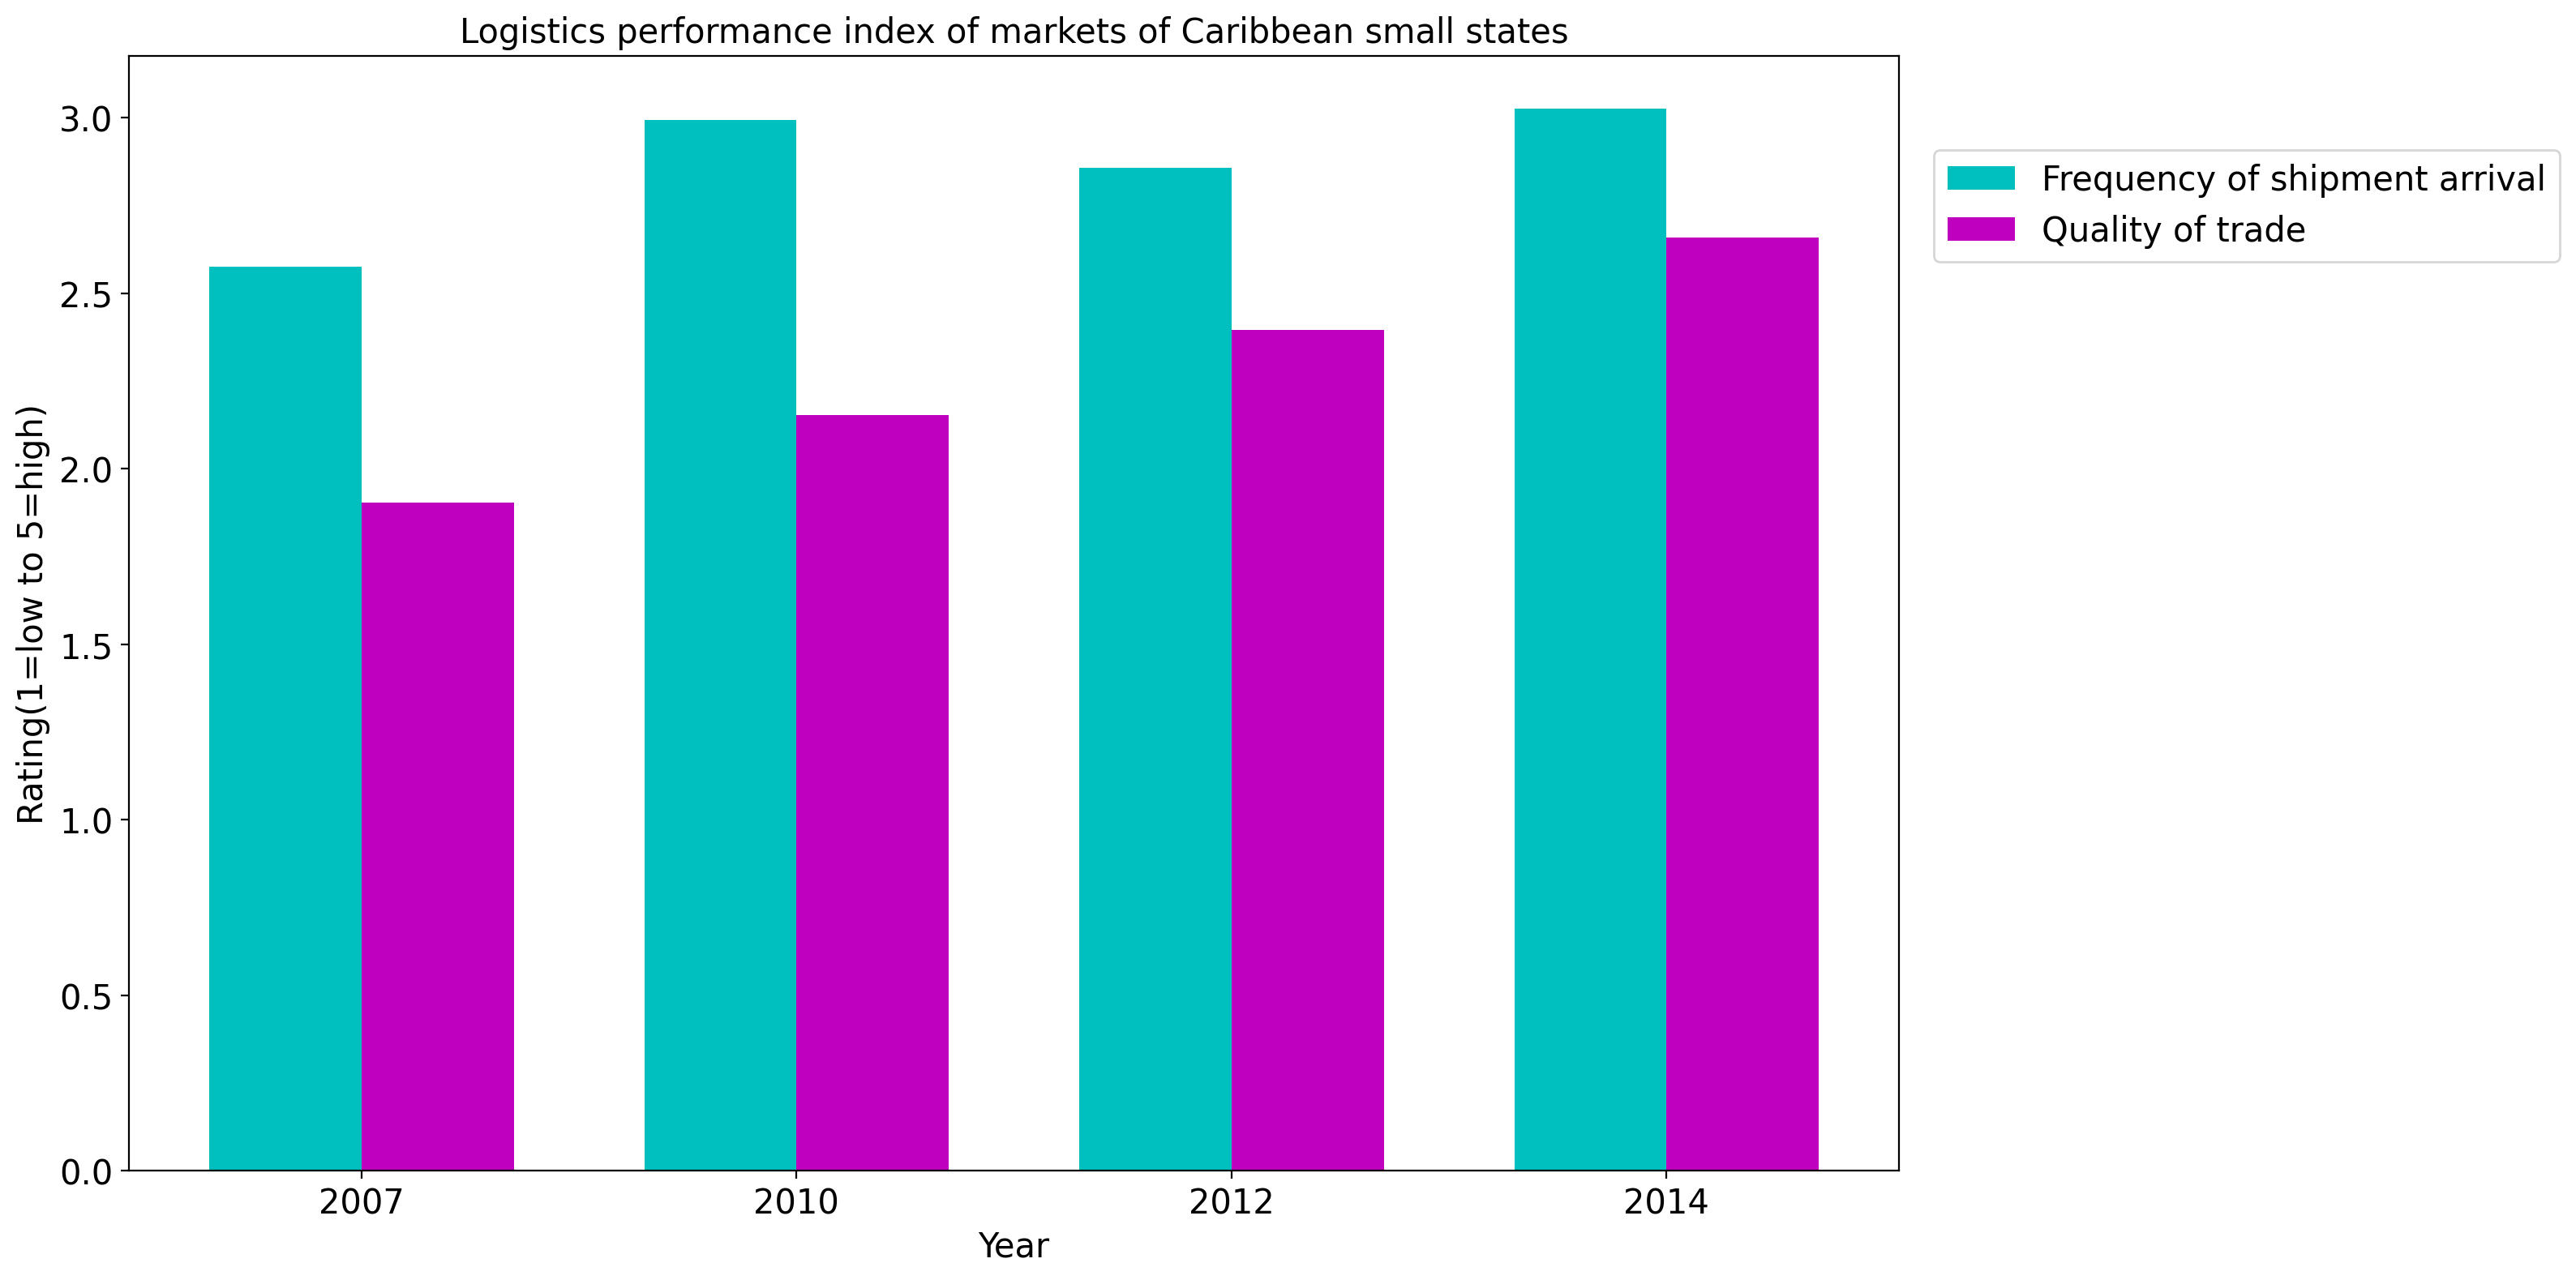 Logistics performance index of markets of Caribbean small states
Rating(1=low to 5=high)
3.0
2.5
2.0
1.5
1.0
0.5
0.0
2007
2010
2012
2014
Year
Frequency of shipment arrival
Quality of trade